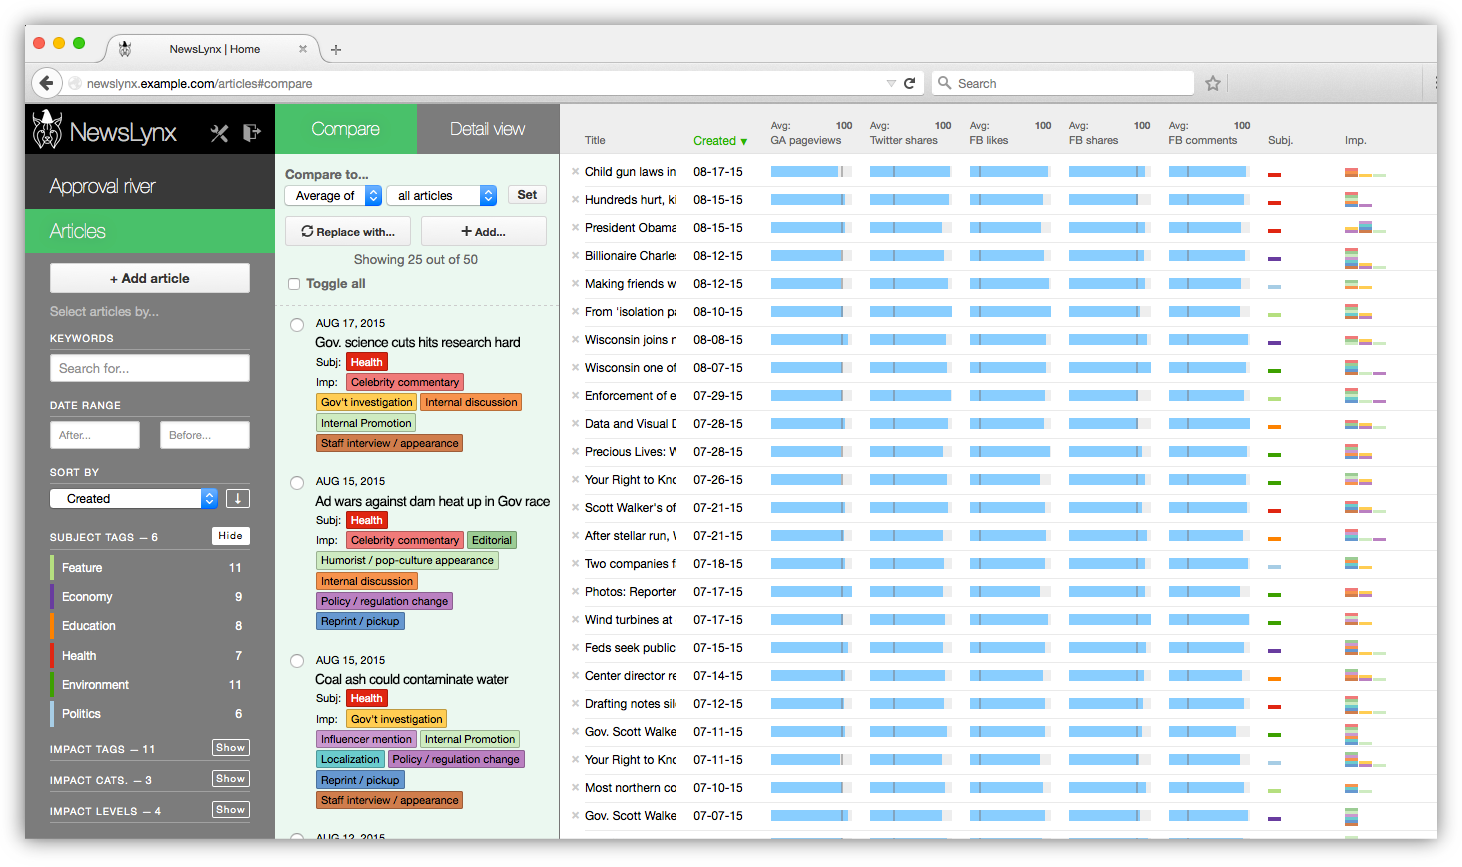 NewsLynx | Home
newslynx.example.com/articles#compare
Search
NewsLynx
Approval river
Articles
+ Add article
Select articles by...
KEYWORDS
Search for...
DATE RANGE
After...
Before...
SORT BY
Created
SUBJECT TAGS – 6
Hide
Feature 11
Economy 9
Education 8
Health 7
Environment 11
Politics 6
IMPACT TAGS – 11
Show
IMPACT CATS. – 3
Show
IMPACT LEVELS – 4
Show
Compare
Detail view
Compare to...
Average of
all articles
Set
Replace with...
+ Add...
Showing 25 out of 50
Toggle all
AUG 17, 2015
Gov. science cuts hits research hard
Subj: Health
Imp: Celebrity commentary
Gov't investigation Internal discussion
Internal Promotion
Staff interview / appearance
AUG 15, 2015
Ad wars against dam heat up in Gov race
Subj: Health
Imp: Celebrity commentary Editorial
Humorist / pop-culture appearance
Internal discussion
Policy / regulation change
Reprint / pickup
AUG 15, 2015
Coal ash could contaminate water
Subj: Health
Imp: Gov't investigation
Influencer mention Internal Promotion
Localization Policy / regulation change
Reprint / pickup
Staff interview / appearance
AUG 12, 2015
Title
Created ▼
Avg: 100
GA pageviews
Avg: 100
Twitter shares
Avg: 100
FB likes
Avg: 100
FB shares
Avg: 100
FB comments
Subj.
Imp.
Child gun laws in 08-17-15
Hundreds hurt, ki 08-15-15
President Obama 08-15-15
Billionaire Charles 08-12-15
Making friends w 08-12-15
From 'isolation pa 08-10-15
Wisconsin joins n 08-08-15
Wisconsin one of 08-07-15
Enforcement of e 07-29-15
Data and Visual D 07-28-15
Precious Lives: W 07-28-15
Your Right to Kno 07-26-15
Scott Walker's of 07-21-15
After stellar run, W 07-21-15
Two companies f 07-18-15
Photos: Reporter 07-17-15
Wind turbines at 07-17-15
Feds seek public 07-15-15
Center director re 07-14-15
Drafting notes sil 07-12-15
Gov. Scott Walke 07-11-15
Your Right to Kno 07-11-15
Most northern co 07-10-15
Gov. Scott Walke 07-07-15